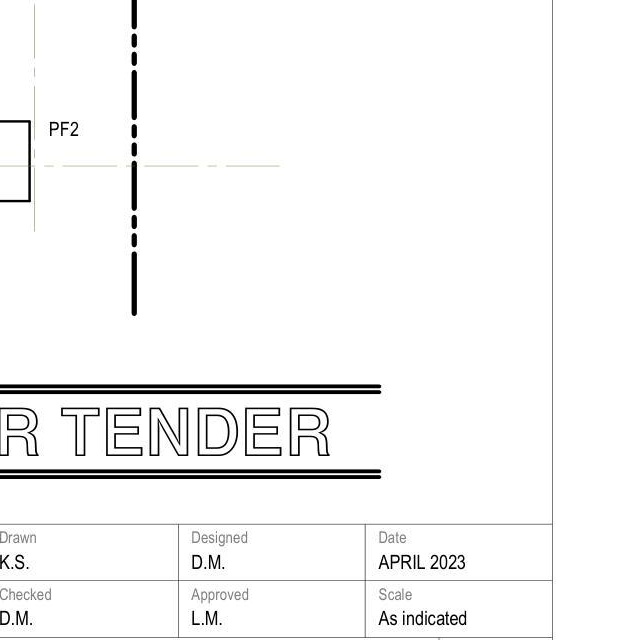 PF2
R TENDER
Drawn Designed Date
K.S. D.M. APRIL 2023
Checked Approved Scale
D.M. L.M. As indicated